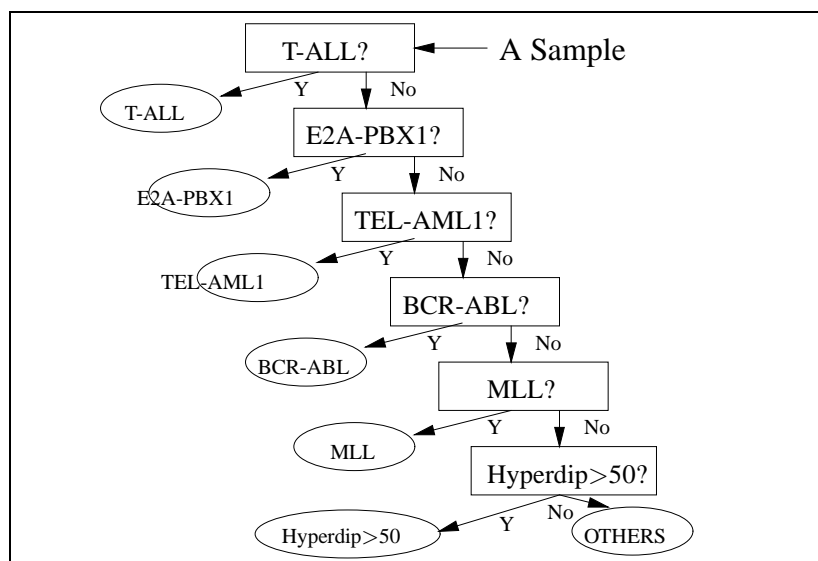 T-ALL? A Sample
Y No
T-ALL
E2A-PBX1?
Y No
E2A-PBX1
TEL-AML1?
Y No
TEL-AML1
BCR-ABL?
Y No
BCR-ABL
MLL?
Y No
MLL
Hyperdip>50?
Y No
Hyperdip>50 OTHERS